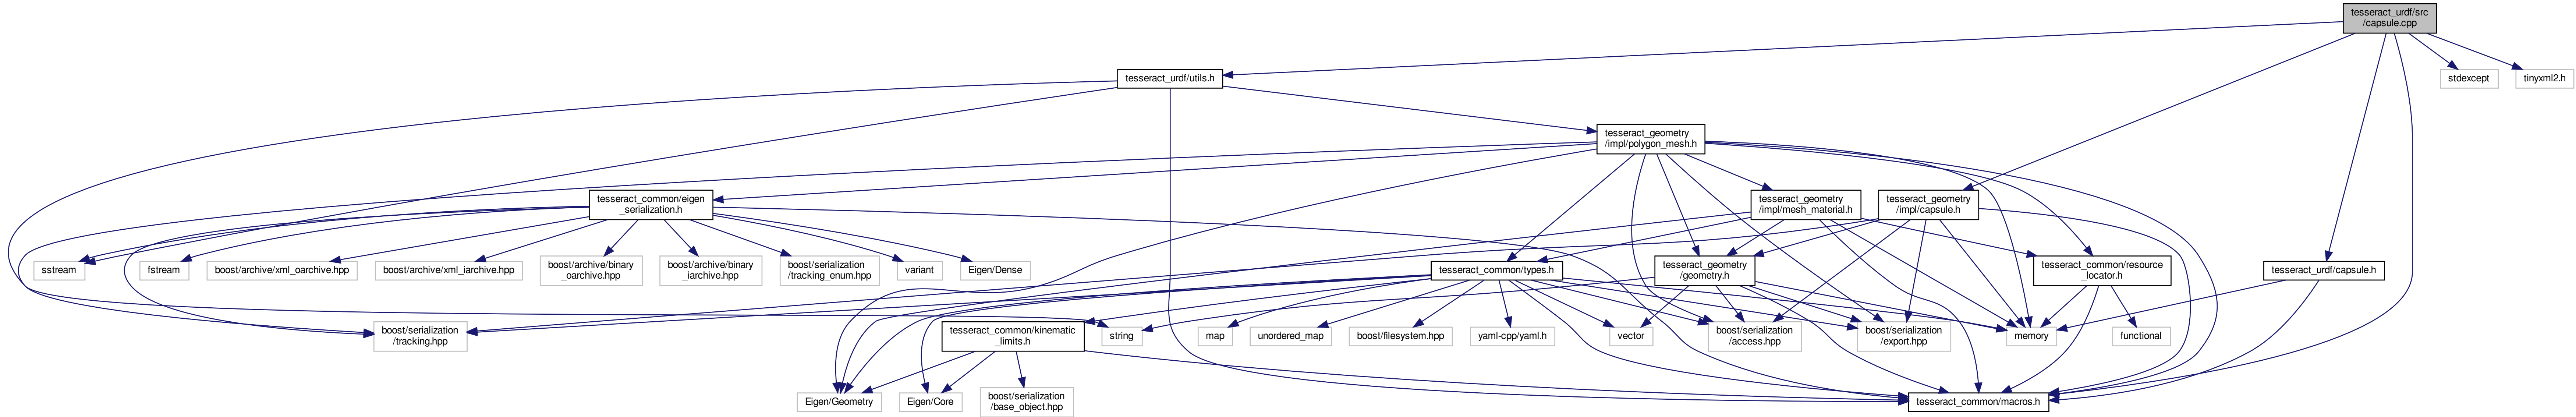 tesseract_urdf/src
/capsule.cpp
tesseract_urdf/utils.h
stdexcept
tinyxml2.h
tesseract_geometry
/impl/polygon_mesh.h
tesseract_common/eigen
_serialization.h
tesseract_geometry
/impl/mesh_material.h
tesseract_geometry
/impl/capsule.h
sstream
fstream
boost/archive/xml_oarchive.hpp
boost/archive/xml_iarchive.hpp
boost/archive/binary
_oarchive.hpp
boost/archive/binary
_iarchive.hpp
boost/serialization
/tracking_enum.hpp
variant
Eigen/Dense
tesseract_common/types.h
tesseract_geometry
/geometry.h
tesseract_common/resource
_locator.h
tesseract_urdf/capsule.h
boost/serialization
/tracking.hpp
string
tesseract_common/kinematic
_limits.h
map
unordered_map
boost/filesystem.hpp
yaml-cpp/yaml.h
vector
boost/serialization
/access.hpp
boost/serialization
/export.hpp
memory
functional
Eigen/Geometry
Eigen/Core
boost/serialization
/base_object.hpp
tesseract_common/macros.h